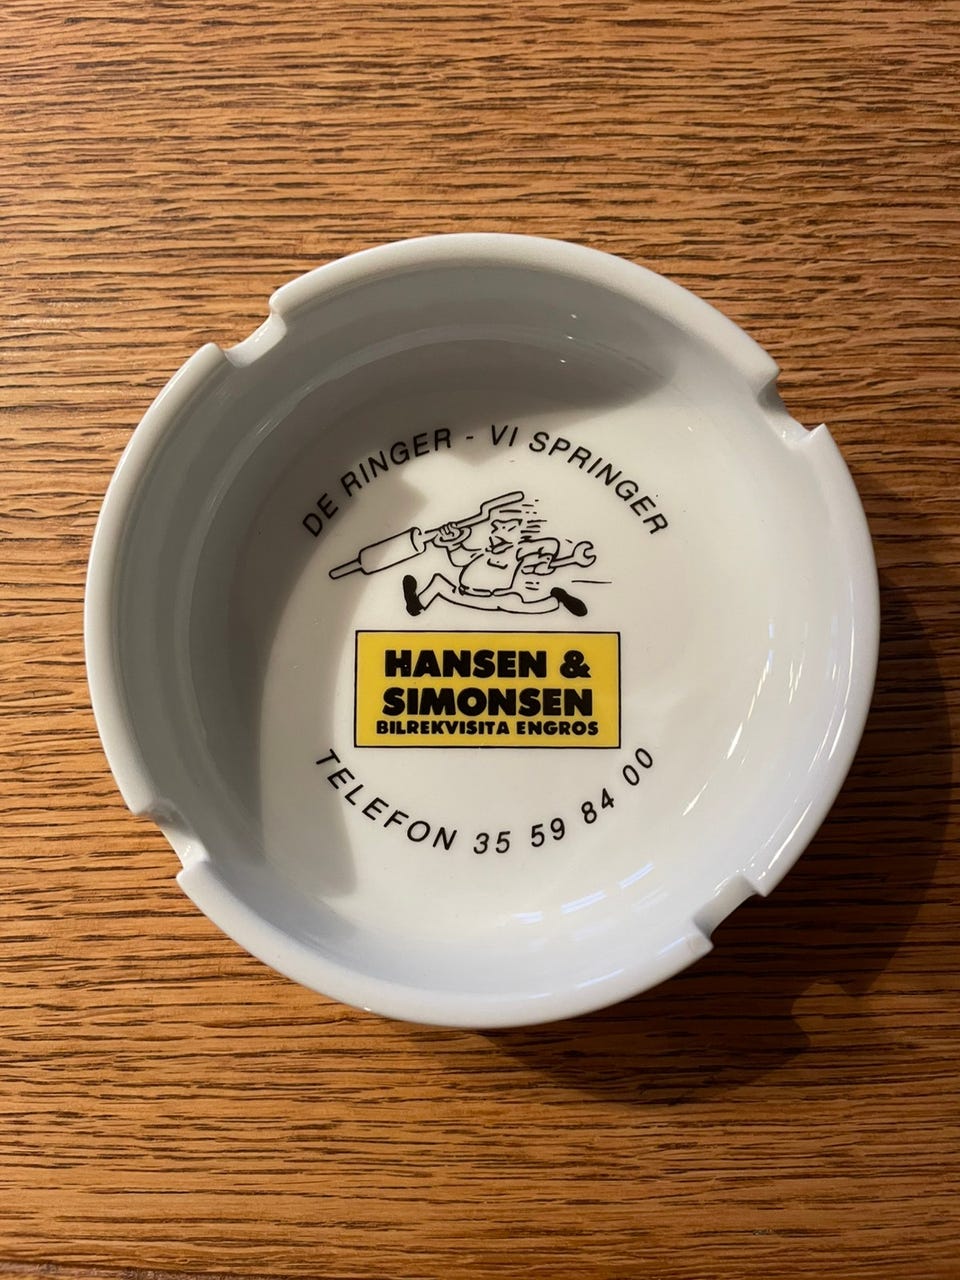 DE RINGER - VI SPRINGER
HANSEN &
SIMONSEN
BILREKVISITA ENGROS
TELEFON 35 59 84 00